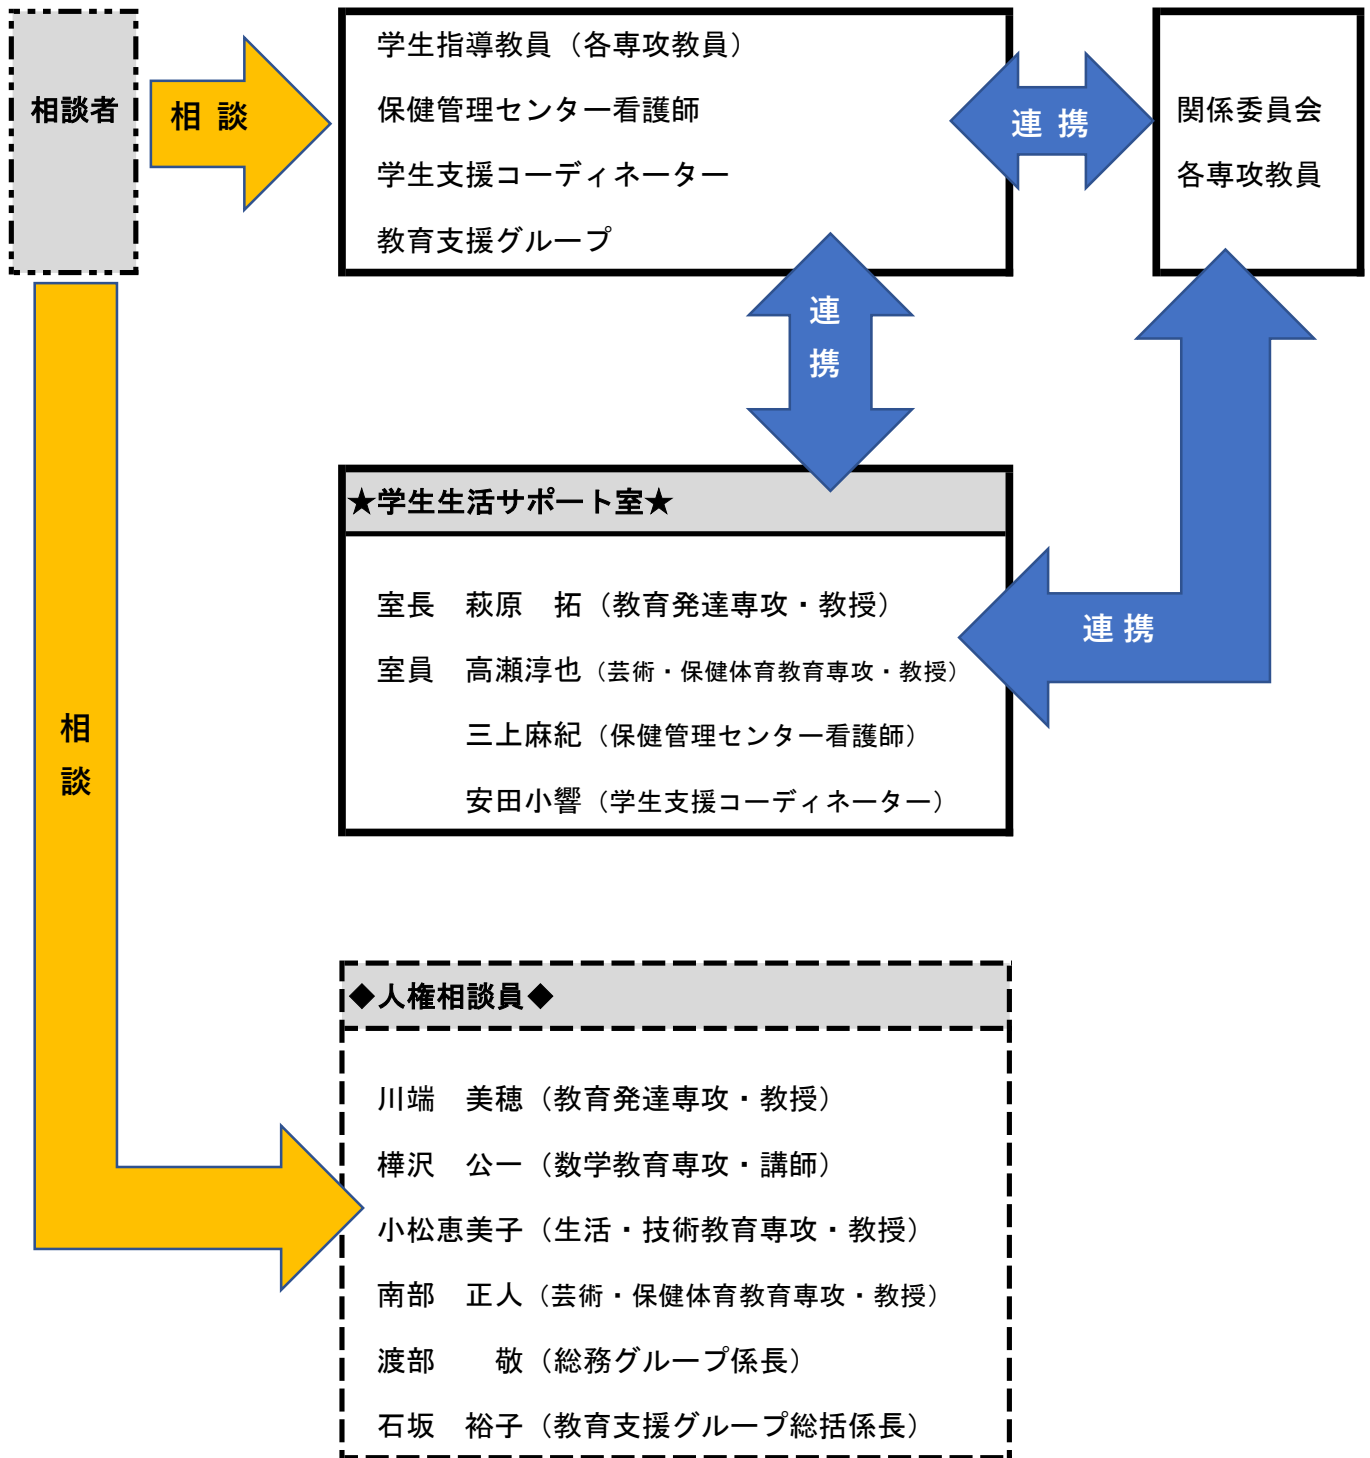 相談者
相 談
学生指導教員（各専攻教員）
保健管理センター看護師
学生支援コーディネーター
教育支援グループ
連 携
関係委員会
各専攻教員
連
携
★学生生活サポート室★
室長　萩原　拓（教育発達専攻・教授）
室員　高瀬淳也（芸術・保健体育教育専攻・教授）
三上麻紀（保健管理センター看護師）
安田小響（学生支援コーディネーター）
連 携
相
談
◆人権相談員◆
川端　美穂（教育発達専攻・教授）
樺沢　公一（数学教育専攻・講師）
小松恵美子（生活・技術教育専攻・教授）
南部　正人（芸術・保健体育教育専攻・教授）
渡部　　敬（総務グループ係長）
石坂　裕子（教育支援グループ総括係長）